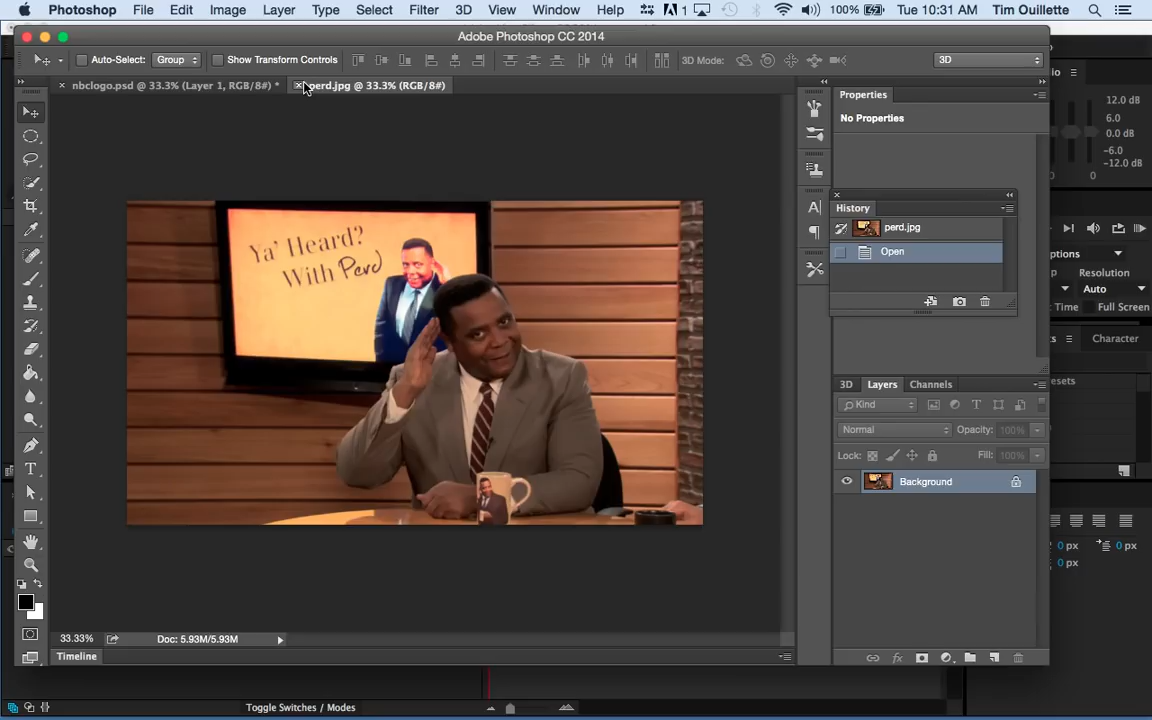 Photoshop File Edit Image Layer Type Select Filter 3D View Window Help 1 100% Tue 10:31 AM Tim Ouillette
Adobe Photoshop CC 2014
Auto-Select: Group Show Transform Controls 3D Mode: 3D
nbclogo.psd @ 33.3% (Layer 1, RGB/8#) * perd.jpg @ 33.3% (RGB/8#)
Properties
No Properties
12.0 dB
6.0
0.0 dB
-6.0
-12.0 dB
History
perd.jpg
Open
Ya' Heard?
With Perd
ptions
Resolution
Auto
Time Full Screen
Character
esets
3D Layers Channels
Kind
Normal Opacity: 100%
Lock: Fill: 100%
Background
0 px 0 px
0 px
33.33% Doc: 5.93M/5.93M
Timeline
Toggle Switches / Modes